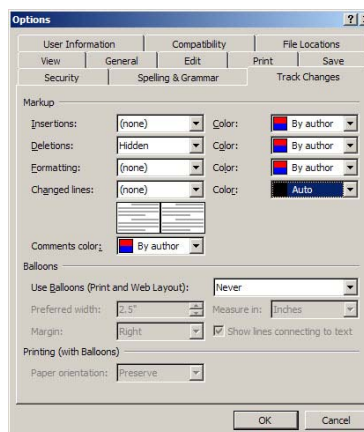 Options
User Information Compatibility File Locations
View General Edit Print Save
Security Spelling & Grammar Track Changes
Markup
Insertions: (none) Color: By author
Deletions: Hidden Color: By author
Formatting: (none) Color: By author
Changed lines: (none) Color: Auto
Comments color: By author
Balloons
Use Balloons (Print and Web Layout): Never
Preferred width: 2.5" Measure in: Inches
Margin: Right Show lines connecting to text
Printing (with Balloons)
Paper orientation: Preserve
OK Cancel